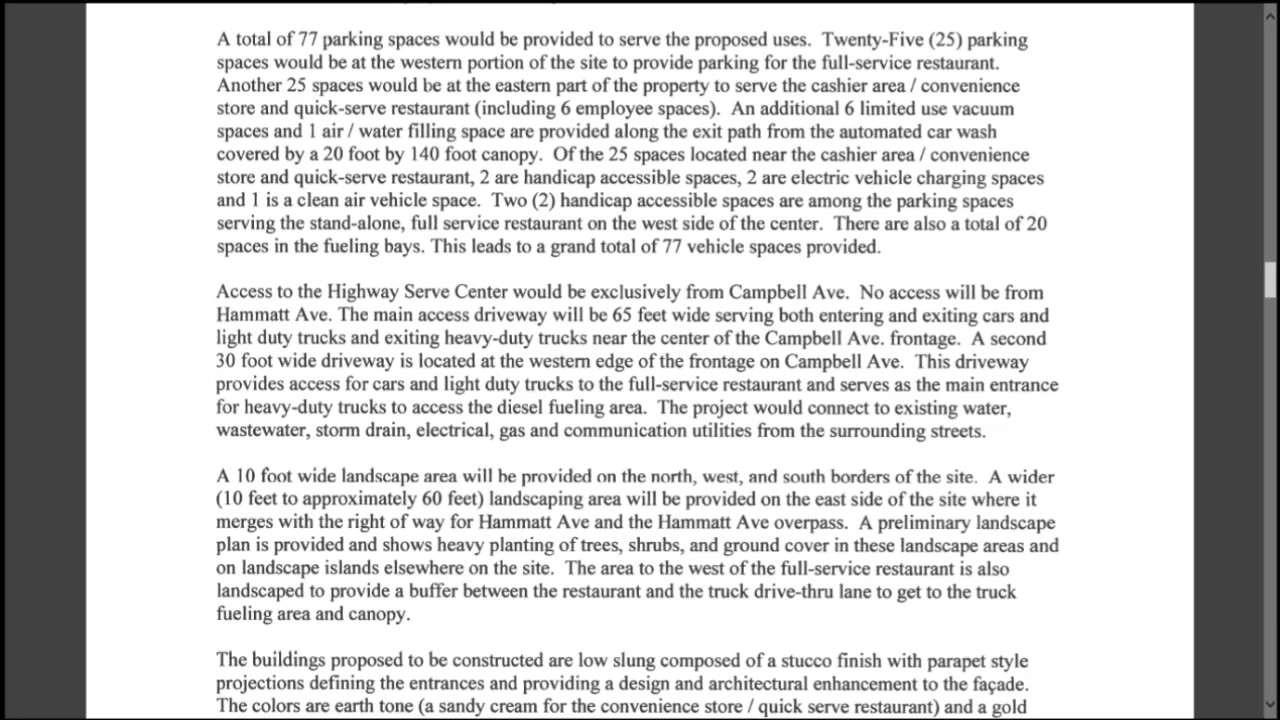 A total of 77 parking spaces would be provided to serve the proposed uses. Twenty-Five (25) parking
spaces would be at the western portion of the site to provide parking for the full-service restaurant.
Another 25 spaces would be at the eastern part of the property to serve the cashier area / convenience
store and quick-serve restaurant (including 6 employee spaces). An additional 6 limited use vacuum
spaces and 1 air / water filling space are provided along the exit path from the automated car wash
covered by a 20 foot by 140 foot canopy. Of the 25 spaces located near the cashier area / convenience
store and quick-serve restaurant, 2 are handicap accessible spaces, 2 are electric vehicle charging spaces
and 1 is a clean air vehicle space. Two (2) handicap accessible spaces are among the parking spaces
serving the stand-alone, full service restaurant on the west side of the center. There are also a total of 20
spaces in the fueling bays. This leads to a grand total of 77 vehicle spaces provided.
Access to the Highway Serve Center would be exclusively from Campbell Ave. No access will be from
Hammatt Ave. The main access driveway will be 65 feet wide serving both entering and exiting cars and
light duty trucks and exiting heavy-duty trucks near the center of the Campbell Ave. frontage. A second
30 foot wide driveway is located at the western edge of the frontage on Campbell Ave. This driveway
provides access for cars and light duty trucks to the full-service restaurant and serves as the main entrance
for heavy-duty trucks to access the diesel fueling area. The project would connect to existing water,
wastewater, storm drain, electrical, gas and communication utilities from the surrounding streets.
A 10 foot wide landscape area will be provided on the north, west, and south borders of the site. A wider
(10 feet to approximately 60 feet) landscaping area will be provided on the east side of the site where it
merges with the right of way for Hammatt Ave and the Hammatt Ave overpass. A preliminary landscape
plan is provided and shows heavy planting of trees, shrubs, and ground cover in these landscape areas and
on landscape islands elsewhere on the site. The area to the west of the full-service restaurant is also
landscaped to provide a buffer between the restaurant and the truck drive-thru lane to get to the truck
fueling area and canopy.
The buildings proposed to be constructed are low slung composed of a stucco finish with parapet style
projections defining the entrances and providing a design and architectural enhancement to the façade.
The colors are earth tone (a sandy cream for the convenience store / quick serve restaurant) and a gold